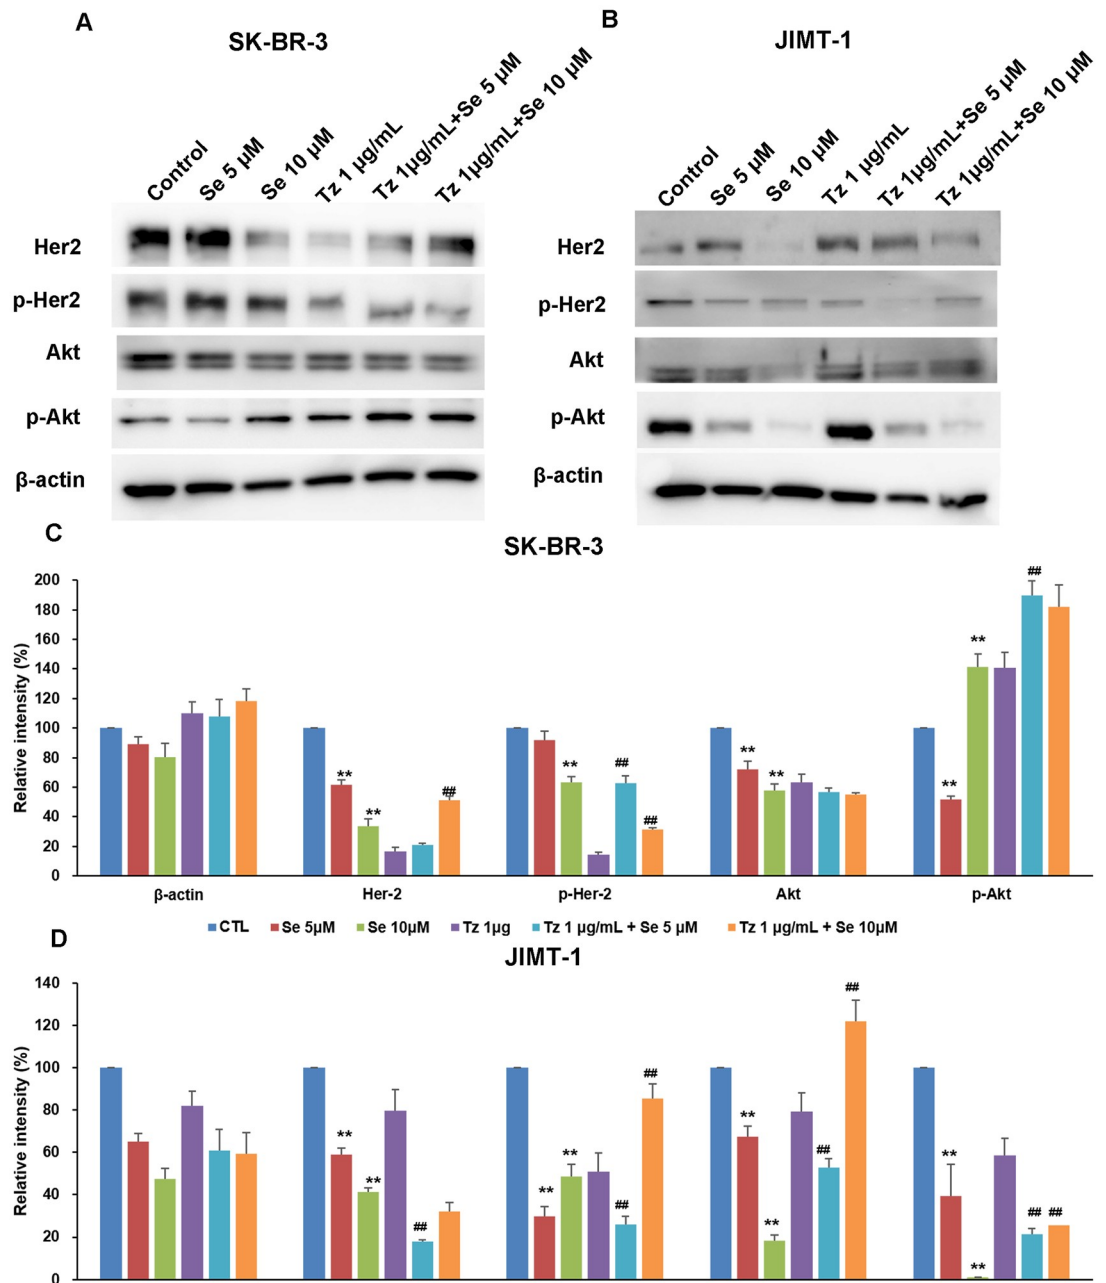 A
SK-BR-3
Control
Se 5 µM
Se 10 µM
Tz 1 µg/mL
Tz 1µg/mL+Se 5 µM
Tz 1µg/mL+Se 10 µM
Her2
p-Her2
Akt
p-Akt
β-actin
B
JIMT-1
Control
Se 5 µM
Se 10 µM
Tz 1 µg/mL
Tz 1µg/mL+Se 5 µM
Tz 1µg/mL+Se 10 µM
Her2
p-Her2
Akt
p-Akt
β-actin
C
SK-BR-3
Relative intensity (%)
200
180
160
140
120
100
80
60
40
20
0
**
**
##
**
##
##
**
**
**
**
##
β-actin
Her-2
p-Her-2
Akt
p-Akt
CTL
Se 5µM
Se 10µM
Tz 1µg
Tz 1 µg/mL + Se 5 µM
Tz 1 µg/mL + Se 10µM
D
JIMT-1
Relative intensity (%)
140
120
100
80
60
40
20
0
**
**
##
**
**
##
##
**
**
##
##
**
**
##
##